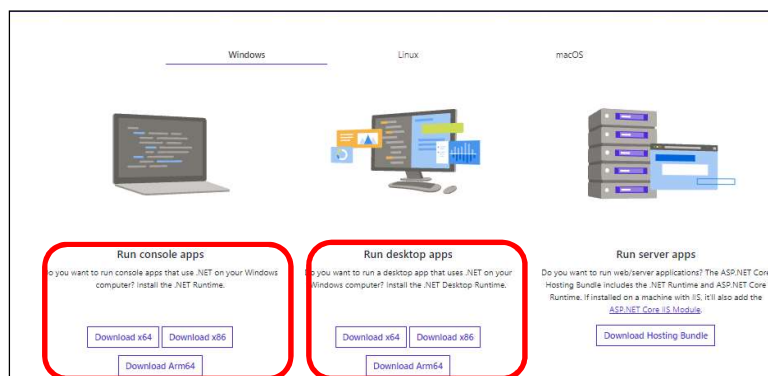 Windows
Linux
macOS
Run console apps
Do you want to run console apps that use .NET on your Windows
computer? Install the .NET Runtime.
Download x64
Download x86
Download Arm64
Run desktop apps
Do you want to run a desktop app that uses .NET on your
Windows computer? Install the .NET Desktop Runtime.
Download x64
Download x86
Download Arm64
Run server apps
Do you want to run web/server applications? The ASP.NET Core
Hosting Bundle includes the .NET Runtime and ASP.NET Core
Runtime. If installed on a machine with IIS, it'll also add the
ASP.NET Core IIS Module.
Download Hosting Bundle